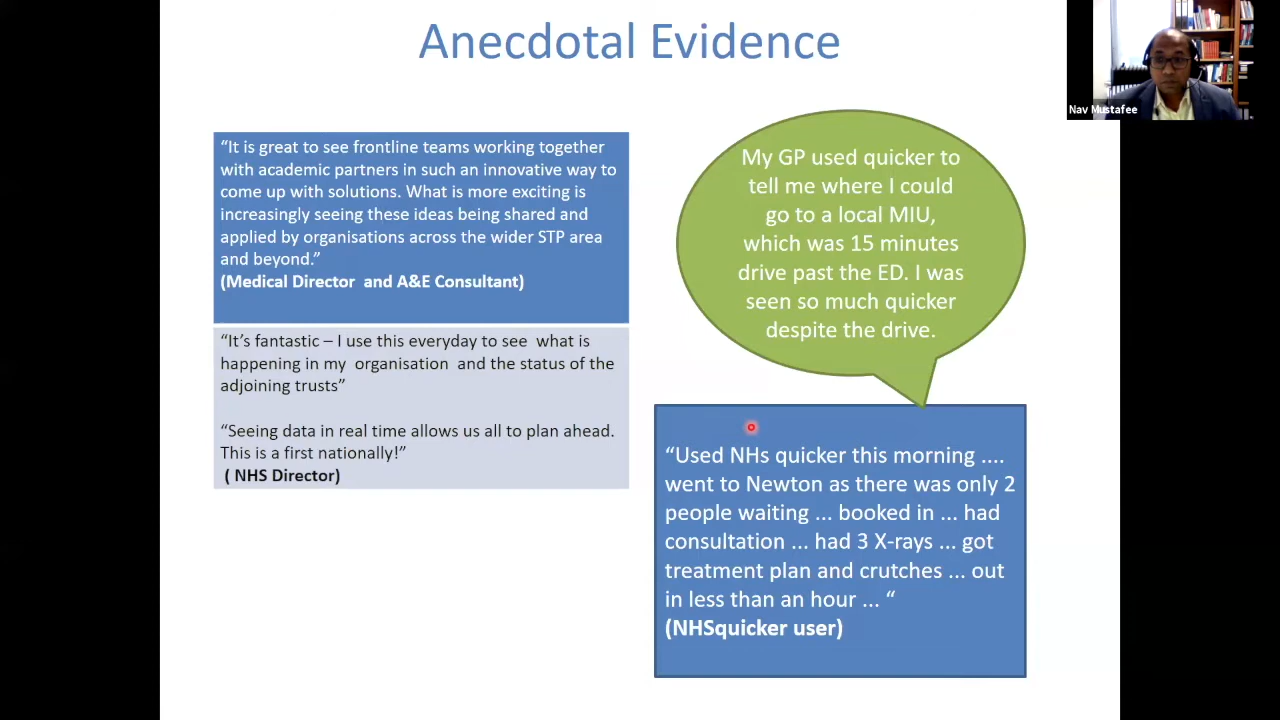 Anecdotal Evidence
Nav Mustafee
“It is great to see frontline teams working together
with academic partners in such an innovative way to
come up with solutions. What is more exciting is
increasingly seeing these ideas being shared and
applied by organisations across the wider STP area
and beyond.”
(Medical Director and A&E Consultant)
“It’s fantastic – I use this everyday to see what is
happening in my organisation and the status of the
adjoining trusts”
“Seeing data in real time allows us all to plan ahead.
This is a first nationally!”
( NHS Director)
My GP used quicker to
tell me where I could
go to a local MIU,
which was 15 minutes
drive past the ED. I was
seen so much quicker
despite the drive.
“Used NHs quicker this morning ....
went to Newton as there was only 2
people waiting ... booked in ... had
consultation ... had 3 X-rays ... got
treatment plan and crutches ... out
in less than an hour ... “
(NHSquicker user)